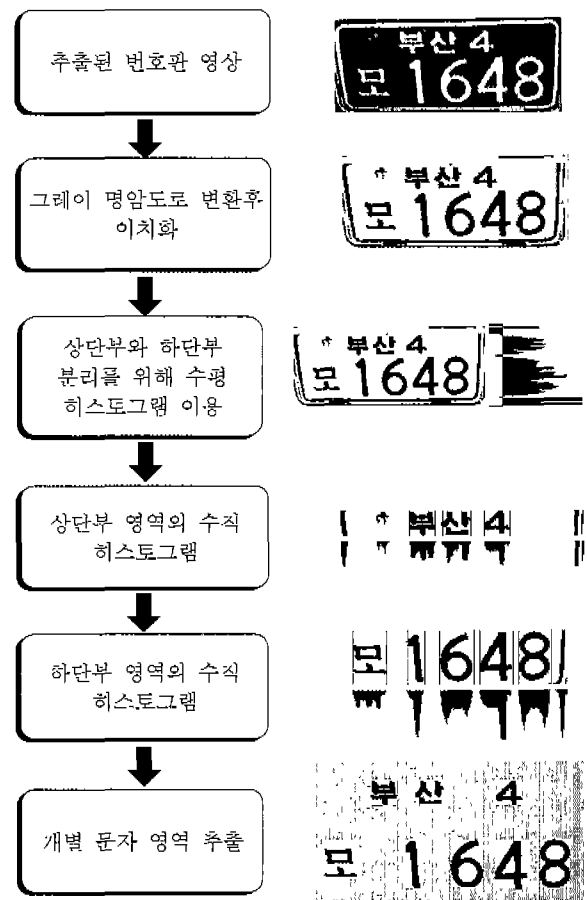 추출된 번호판 영상
부산 4
모 1648
그레이 명암도로 변환후
이치화
부산 4
모 1648
상단부와 하단부
분리를 위해 수평
히스토그램 이용
부산 4
모 1648
상단부 영역의 수직
히스토그램
부산 4
하단부 영역의 수직
히스토그램
모 1648
개별 문자 영역 추출
부산 4
모 1648